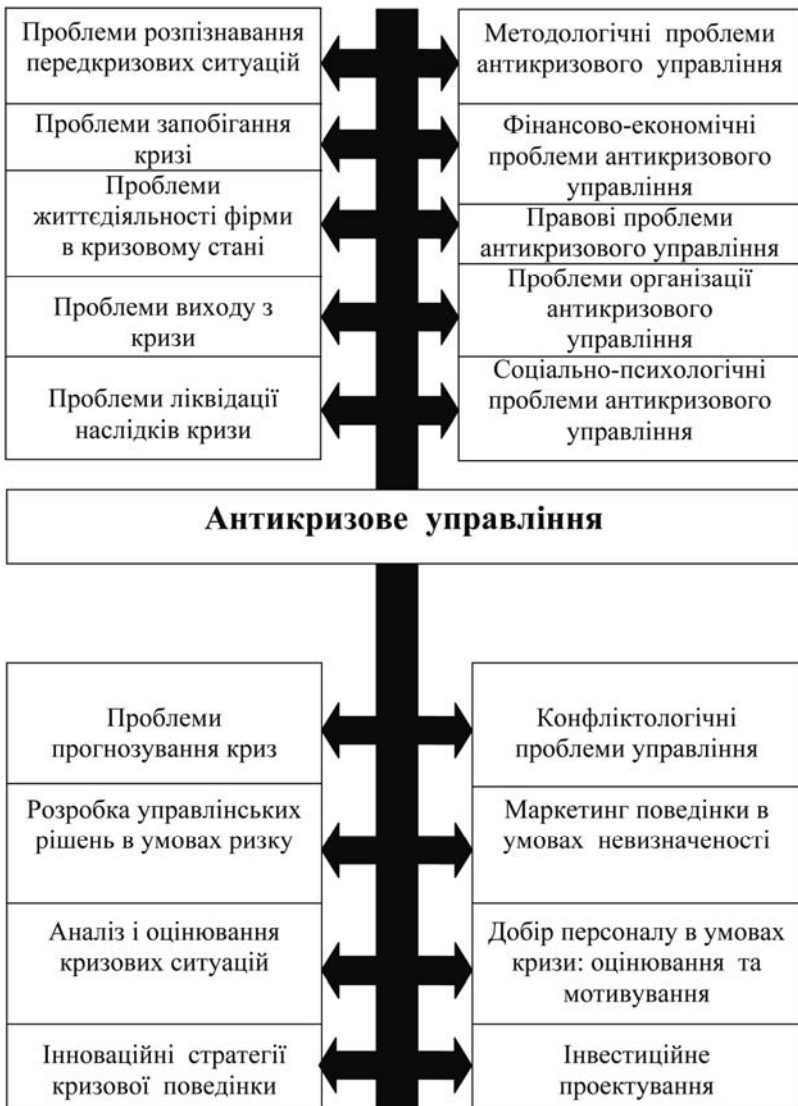 Проблеми розпізнавання
передкризових ситуацій
Методологічні проблеми
антикризового управління
Проблеми запобігання
кризі
Фінансово-економічні
проблеми антикризового
управління
Проблеми
життєдіяльності фірми
в кризовому стані
Правові проблеми
антикризового управління
Проблеми виходу з
кризи
Проблеми організації
антикризового
управління
Проблеми ліквідації
наслідків кризи
Соціально-психологічні
проблеми антикризового
управління
Антикризове управління
Проблеми
прогнозування криз
Конфліктологічні
проблеми управління
Розробка управлінських
рішень в умовах ризку
Маркетинг поведінки в
умовах невизначеності
Аналіз і оцінювання
кризових ситуацій
Добір персоналу в умовах
кризи: оцінювання та
мотивування
Інноваційні стратегії
кризової поведінки
Інвестиційне
проектування